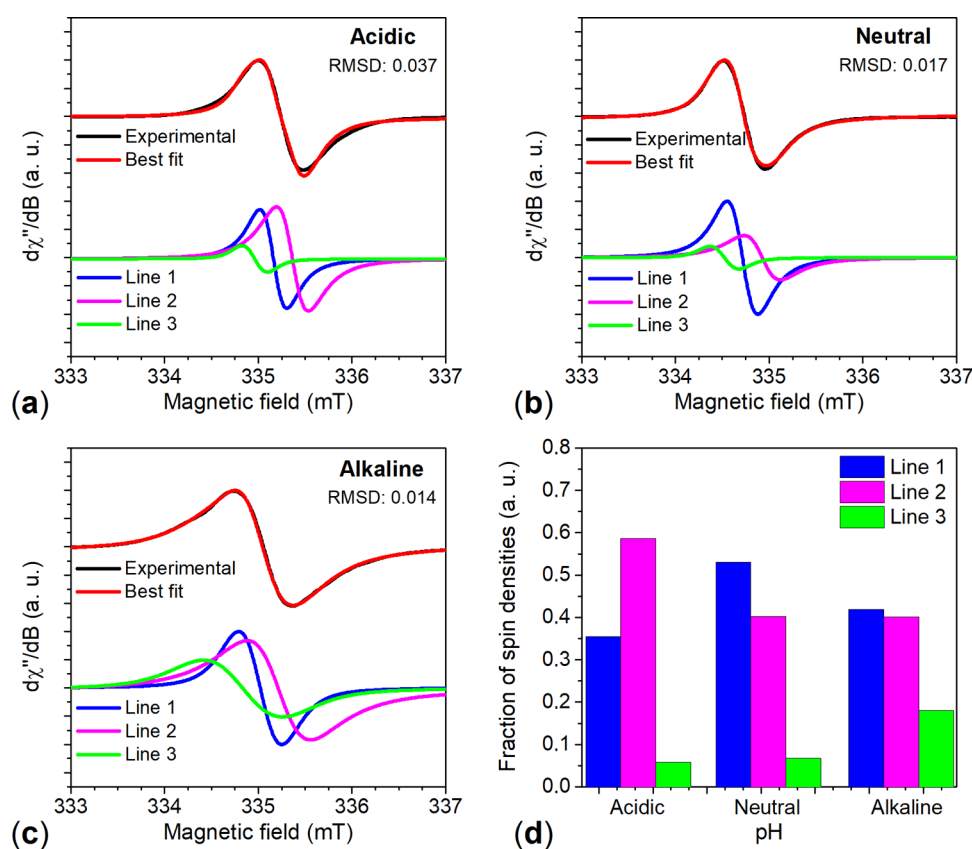 Acidic
RMSD: 0.037
Experimental
Best fit
Line 1
Line 2
Line 3
dχ''/dB (a. u.)
333 334 335 336 337
Magnetic field (mT)
(a)
Neutral
RMSD: 0.017
Experimental
Best fit
Line 1
Line 2
Line 3
dχ''/dB (a. u.)
333 334 335 336 337
Magnetic field (mT)
(b)
Alkaline
RMSD: 0.014
Experimental
Best fit
Line 1
Line 2
Line 3
dχ''/dB (a. u.)
333 334 335 336 337
Magnetic field (mT)
(c)
Fraction of spin densities (a. u.)
0.8
0.7
0.6
0.5
0.4
0.3
0.2
0.1
0.0
Line 1
Line 2
Line 3
Acidic Neutral Alkaline
pH
(d)